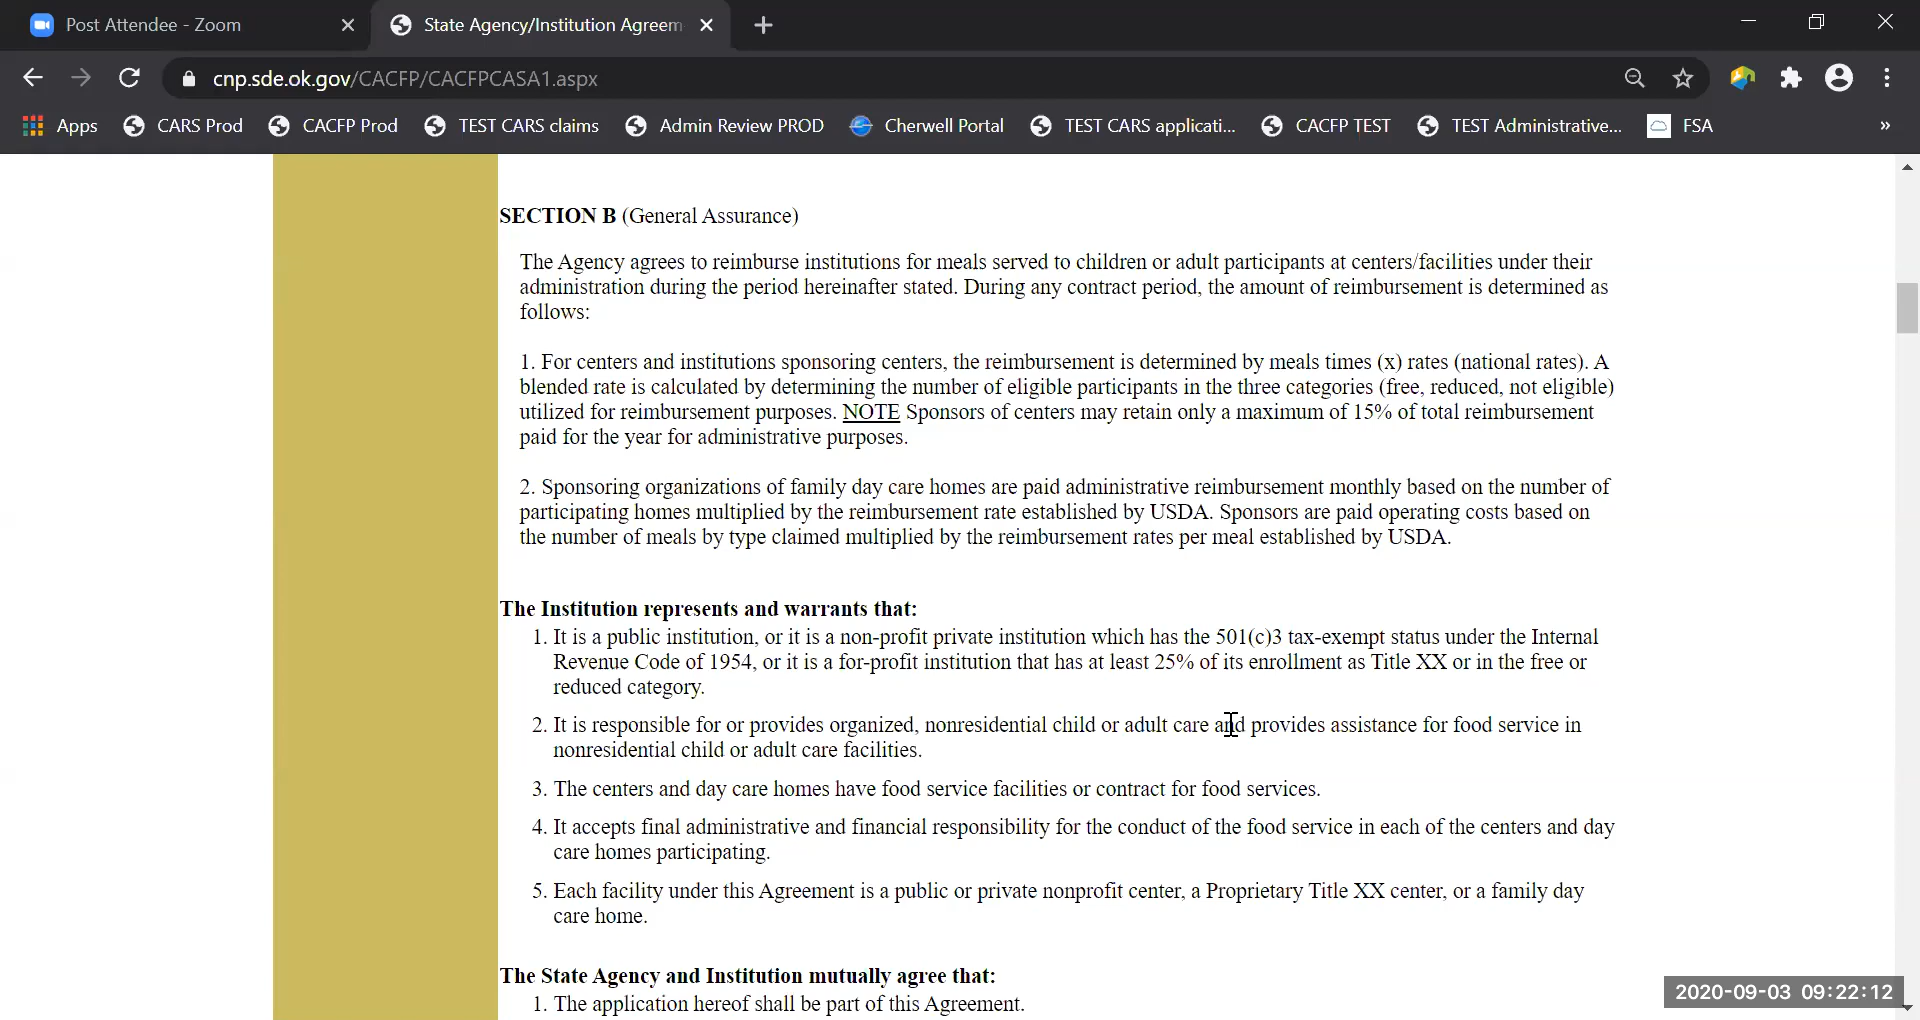 Post Attendee - Zoom
State Agency/Institution Agreem
cnp.sde.ok.gov/CACFP/CACFPCASA1.aspx
Apps CARS Prod CACFP Prod TEST CARS claims Admin Review PROD Cherwell Portal TEST CARS applicati... CACFP TEST TEST Administrative... FSA »
SECTION B (General Assurance)
The Agency agrees to reimburse institutions for meals served to children or adult participants at centers/facilities under their
administration during the period hereinafter stated. During any contract period, the amount of reimbursement is determined as
follows:
1. For centers and institutions sponsoring centers, the reimbursement is determined by meals times (x) rates (national rates). A
blended rate is calculated by determining the number of eligible participants in the three categories (free, reduced, not eligible)
utilized for reimbursement purposes. NOTE Sponsors of centers may retain only a maximum of 15% of total reimbursement
paid for the year for administrative purposes.
2. Sponsoring organizations of family day care homes are paid administrative reimbursement monthly based on the number of
participating homes multiplied by the reimbursement rate established by USDA. Sponsors are paid operating costs based on
the number of meals by type claimed multiplied by the reimbursement rates per meal established by USDA.
The Institution represents and warrants that:
1. It is a public institution, or it is a non-profit private institution which has the 501(c)3 tax-exempt status under the Internal
Revenue Code of 1954, or it is a for-profit institution that has at least 25% of its enrollment as Title XX or in the free or
reduced category.
2. It is responsible for or provides organized, nonresidential child or adult care and provides assistance for food service in
nonresidential child or adult care facilities.
3. The centers and day care homes have food service facilities or contract for food services.
4. It accepts final administrative and financial responsibility for the conduct of the food service in each of the centers and day
care homes participating.
5. Each facility under this Agreement is a public or private nonprofit center, a Proprietary Title XX center, or a family day
care home.
The State Agency and Institution mutually agree that:
1. The application hereof shall be part of this Agreement.
2020-09-03 09:22:12